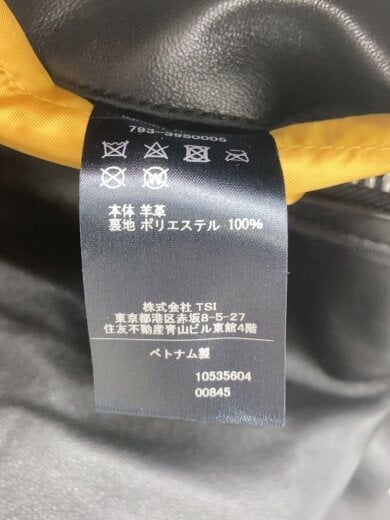 793-3950005
本体 羊革
裏地 ポリエステル 100%
株式会社 TSI
東京都港区赤坂8-5-27
住友不動産青山ビル東館4階
ベトナム製
10535604
00845